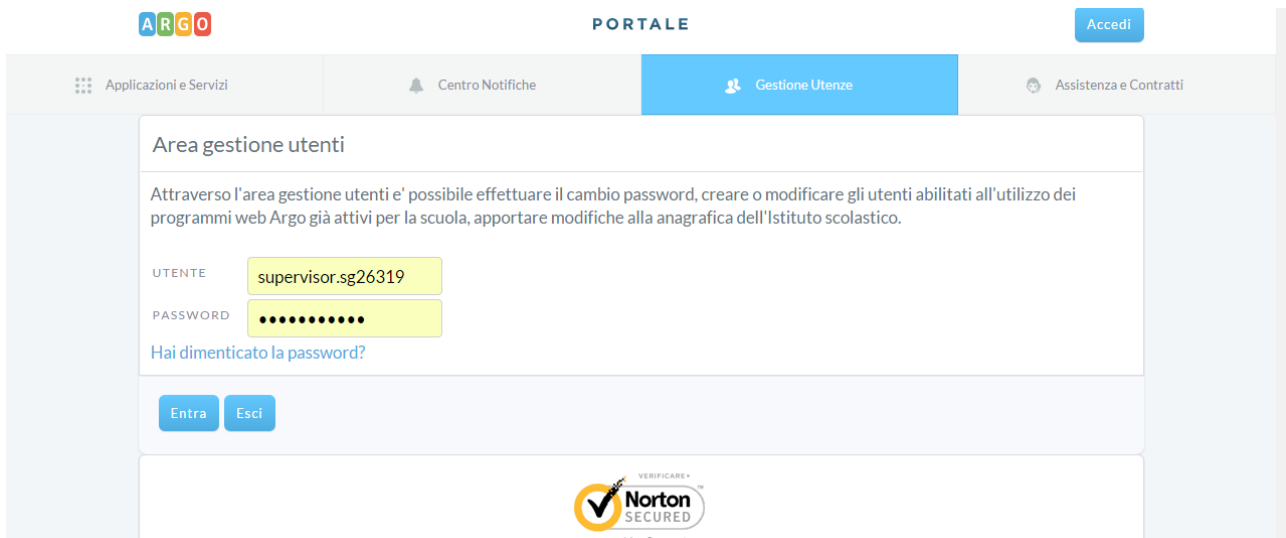 ARGO
PORTALE
Accedi
Applicazioni e Servizi
Centro Notifiche
Gestione Utenze
Assistenza e Contratti
Area gestione utenti
Attraverso l'area gestione utenti e' possibile effettuare il cambio password, creare o modificare gli utenti abilitati all'utilizzo dei
programmi web Argo già attivi per la scuola, apportare modifiche alla anagrafica dell'Istituto scolastico.
UTENTE
supervisor.sg26319
PASSWORD
•••••••••••
Hai dimenticato la password?
Entra
Esci
VERIFICARE
Norton
SECURED